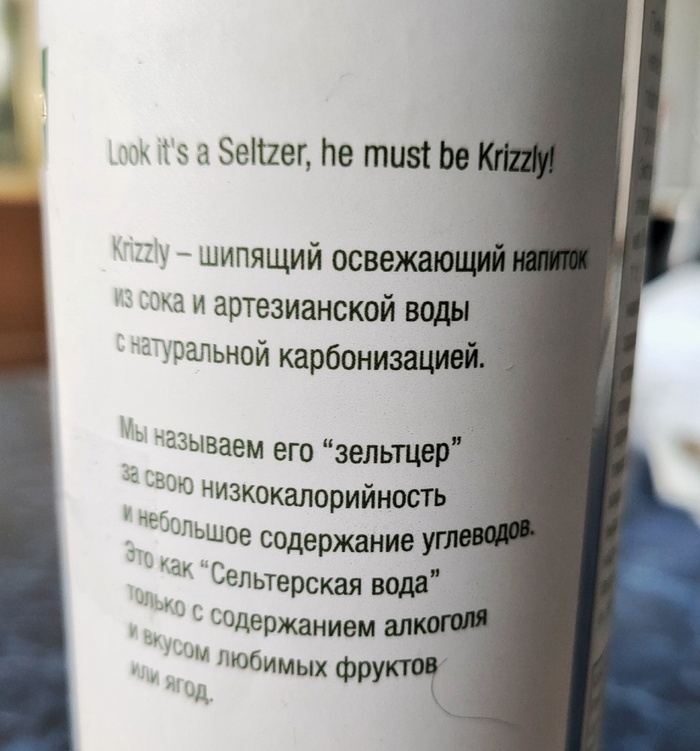 Look it's a Seltzer, he must be Krizzly!
Krizzly – шипящий освежающий напиток
из сока и артезианской воды
с натуральной карбонизацией.
Мы называем его “зельтцер”
за свою низкокалорийность
и небольшое содержание углеводов.
Это как “Сельтерская вода”
только с содержанием алкоголя
и вкусом любимых фруктов
или ягод.